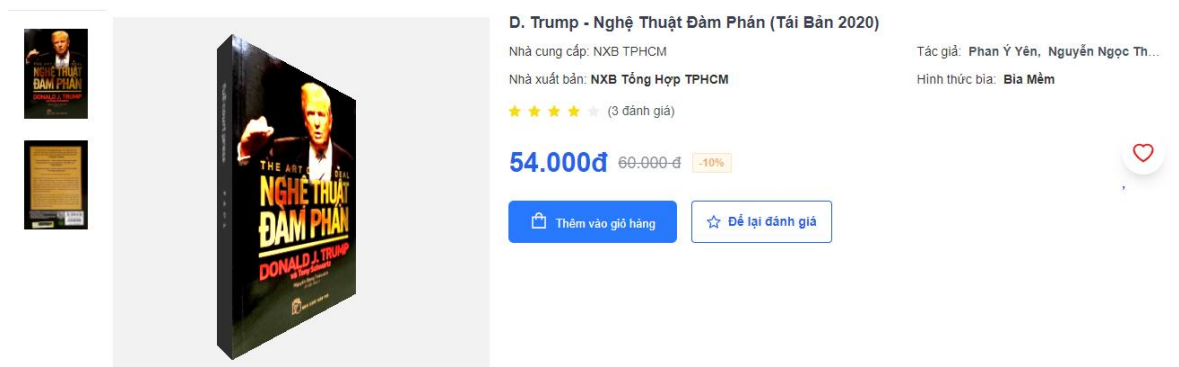 D. Trump - Nghệ Thuật Đàm Phán (Tái Bản 2020)
Nhà cung cấp: NXB TPHCM
Tác giả: Phan Ý Yên, Nguyễn Ngọc Th...
Nhà xuất bản: NXB Tổng Hợp TPHCM
Hình thức bìa: Bìa Mềm
(3 đánh giá)
54.000đ 60.000 đ -10%
Thêm vào giỏ hàng
Để lại đánh giá
THE ART DEAL
NGHỆ THUẬT
ĐÀM PHÁN
DONALD J. TRUMP
và Tony Schwartz
NGHỆ THUẬT
ĐÀM PHÁN
DONALD J. TRUMP